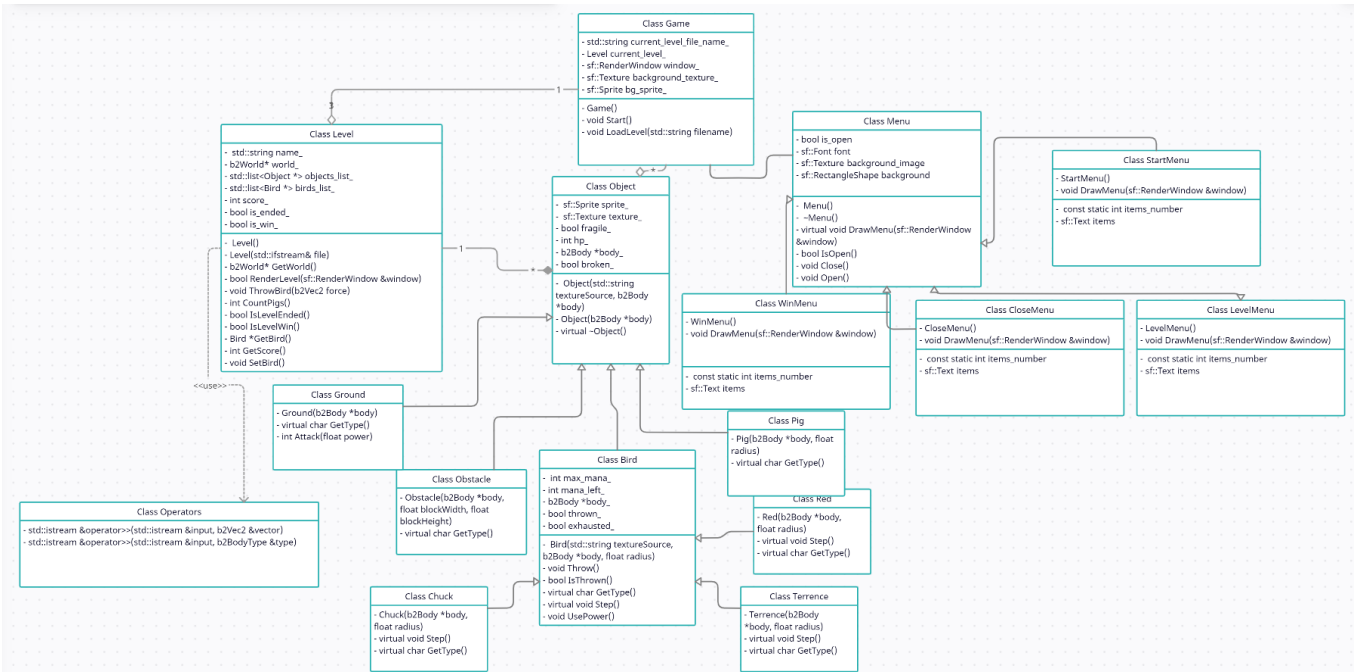 Class Game
- std::string current_level_file_name_
- Level current_level_
- sf::RenderWindow window_
- sf::Texture background_texture_
- sf::Sprite bg_sprite_
- Game()
- void Start()
- void LoadLevel(std::string filename)
1
3
Class Level
- std::string name_
- b2World* world_
- std::list<Object *> objects_list_
- std::list<Bird *> birds_list_
- int score_
- bool is_ended_
- bool is_win_
- Level()
- Level(std::ifstream& file)
- b2World* GetWorld()
- bool RenderLevel(sf::RenderWindow &window)
- void ThrowBird(b2Vec2 force)
- int CountPigs()
- bool IsLevelEnded()
- bool IsLevelWin()
- Bird *GetBird()
- int GetScore()
- void SetBird()
1
*
*
Class Object
- sf::Sprite sprite_
- sf::Texture texture_
- bool fragile_
- int hp_
- b2Body *body_
- bool broken_
- Object(std::string
textureSource, b2Body
*body)
- Object(b2Body *body)
- virtual ~Object()
Class Menu
- bool is_open
- sf::Font font
- sf::Texture background_image
- sf::RectangleShape background
- Menu()
- ~Menu()
- virtual void DrawMenu(sf::RenderWindow
&window)
- bool IsOpen()
- void Close()
- void Open()
Class StartMenu
- StartMenu()
- void DrawMenu(sf::RenderWindow &window)
- const static int items_number
- sf::Text items
Class WinMenu
- WinMenu()
- void DrawMenu(sf::RenderWindow &window)
- const static int items_number
- sf::Text items
Class CloseMenu
- CloseMenu()
- void DrawMenu(sf::RenderWindow &window)
- const static int items_number
- sf::Text items
Class LevelMenu
- LevelMenu()
- void DrawMenu(sf::RenderWindow &window)
- const static int items_number
- sf::Text items
<<use>>
Class Ground
- Ground(b2Body *body)
- virtual char GetType()
- int Attack(float power)
Class Pig
- Pig(b2Body *body, float
radius)
- virtual char GetType()
Class Obstacle
- Obstacle(b2Body *body,
float blockWidth, float
blockHeight)
- virtual char GetType()
Class Bird
- int max_mana_
- int mana_left_
- b2Body *body_
- bool thrown_
- bool exhausted_
- Bird(std::string textureSource,
b2Body *body, float radius)
- void Throw()
- bool IsThrown()
- virtual char GetType()
- virtual void Step()
- void UsePower()
Class Red
- Red(b2Body *body,
float radius)
- virtual void Step()
- virtual char GetType()
Class Operators
- std::istream &operator>>(std::istream &input, b2Vec2 &vector)
- std::istream &operator>>(std::istream &input, b2BodyType &type)
Class Chuck
- Chuck(b2Body *body,
float radius)
- virtual void Step()
- virtual char GetType()
Class Terrence
- Terrence(b2Body
*body, float radius)
- virtual void Step()
- virtual char GetType()